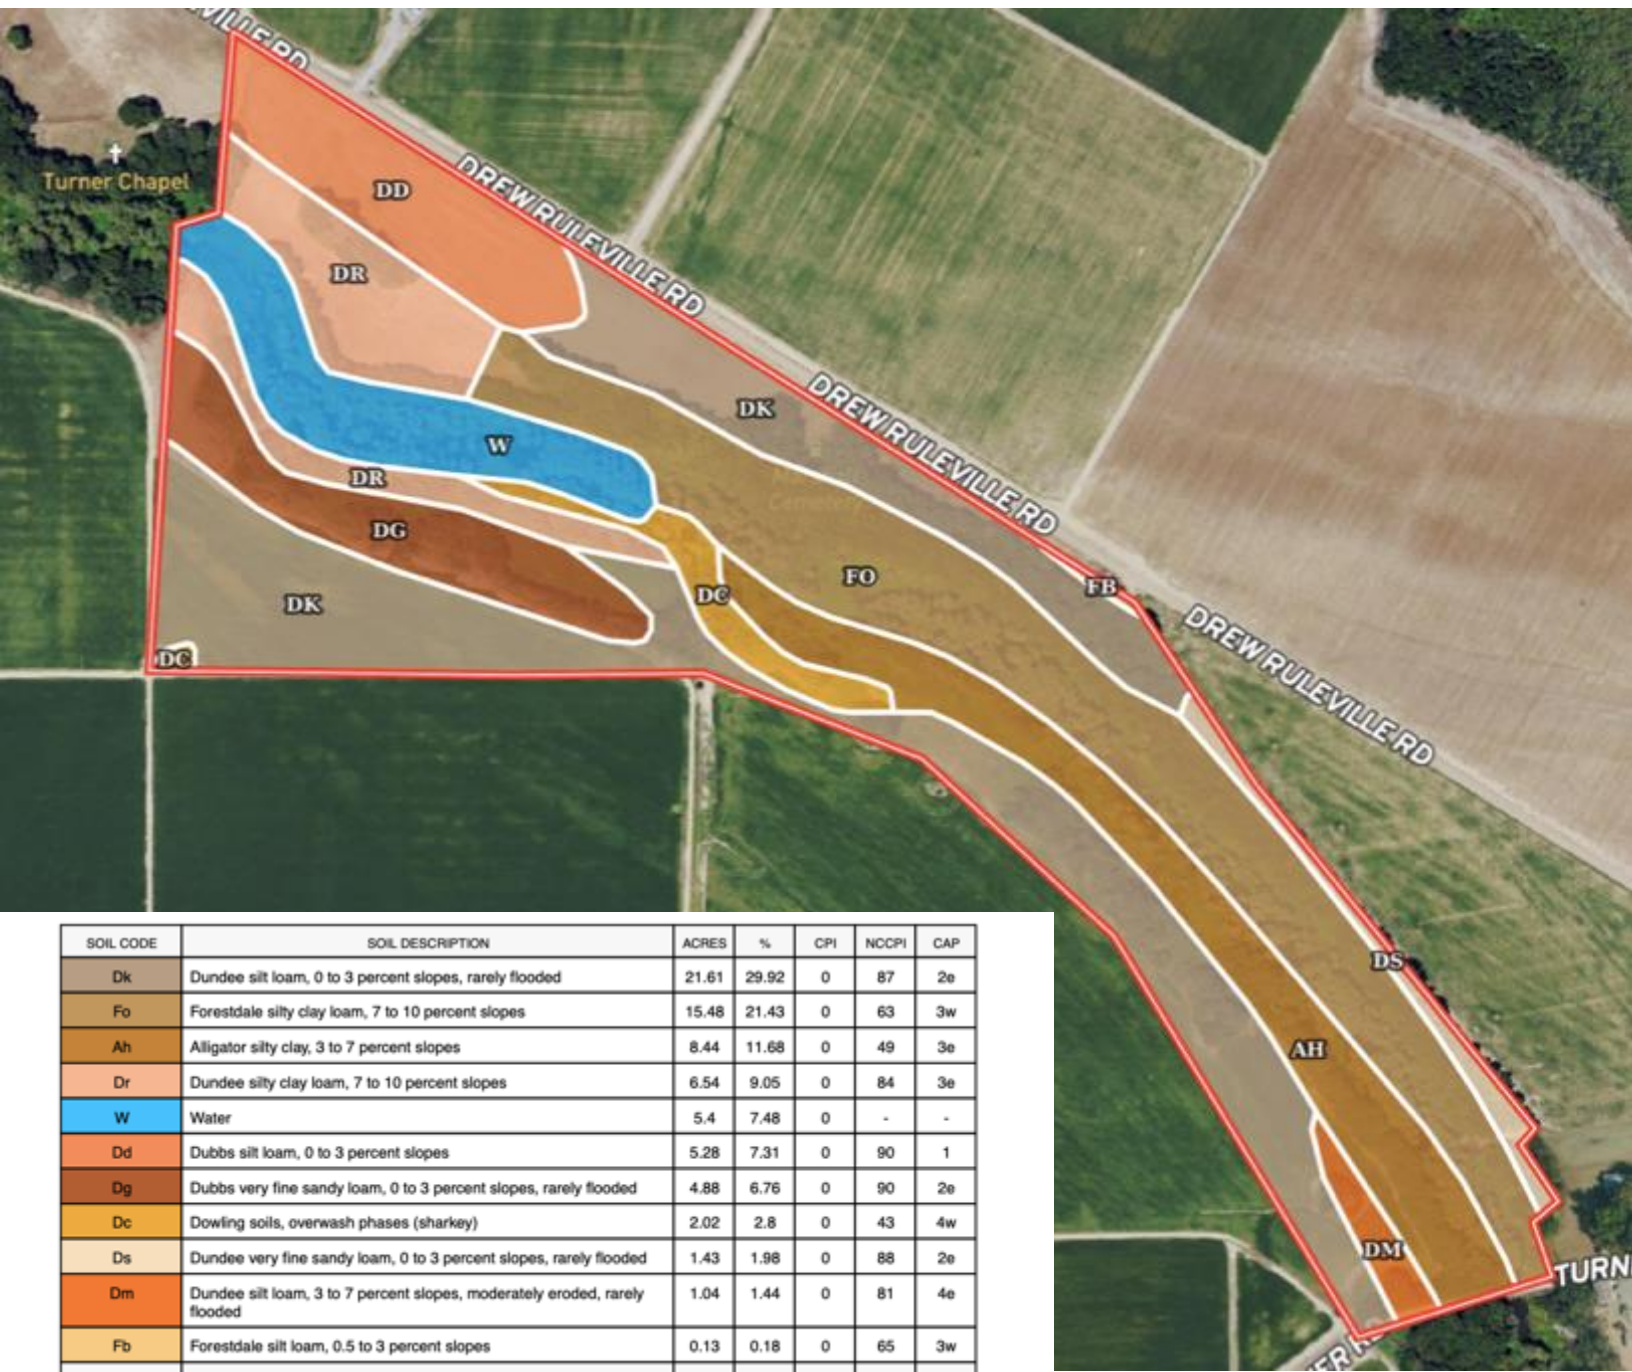 VILLE RD
Turner Chapel
DD
DREW RULEVILLE RD
DR
DK
DREW RULEVILLE RD
W
DR
Cemetery
DG
FO
FB
DC
DK
DREW RULEVILLE RD
DC
DS
AH
DM
TURN
ER R
SOIL CODE SOIL DESCRIPTION ACRES % CPI NCCPI CAP
Dk Dundee silt loam, 0 to 3 percent slopes, rarely flooded 21.61 29.92 0 87 2e
Fo Forestdale silty clay loam, 7 to 10 percent slopes 15.48 21.43 0 63 3w
Ah Alligator silty clay, 3 to 7 percent slopes 8.44 11.68 0 49 3e
Dr Dundee silty clay loam, 7 to 10 percent slopes 6.54 9.05 0 84 3e
W Water 5.4 7.48 0 - -
Dd Dubbs silt loam, 0 to 3 percent slopes 5.28 7.31 0 90 1
Dg Dubbs very fine sandy loam, 0 to 3 percent slopes, rarely flooded 4.88 6.76 0 90 2e
Dc Dowling soils, overwash phases (sharkey) 2.02 2.8 0 43 4w
Ds Dundee very fine sandy loam, 0 to 3 percent slopes, rarely flooded 1.43 1.98 0 88 2e
Dm Dundee silt loam, 3 to 7 percent slopes, moderately eroded, rarely 1.04 1.44 0 81 4e
flooded
Fb Forestdale silt loam, 0.5 to 3 percent slopes 0.13 0.18 0 65 3w